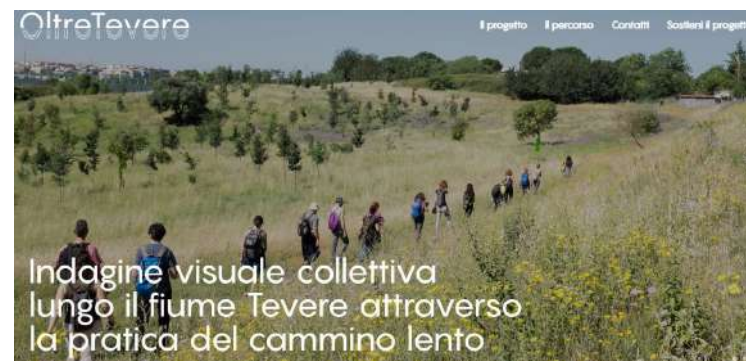 OltreTevere
Il progetto Il percorso Contatti Sostieni il progett
Indagine visuale collettiva
lungo il fiume Tevere attraverso
la pratica del cammino lento